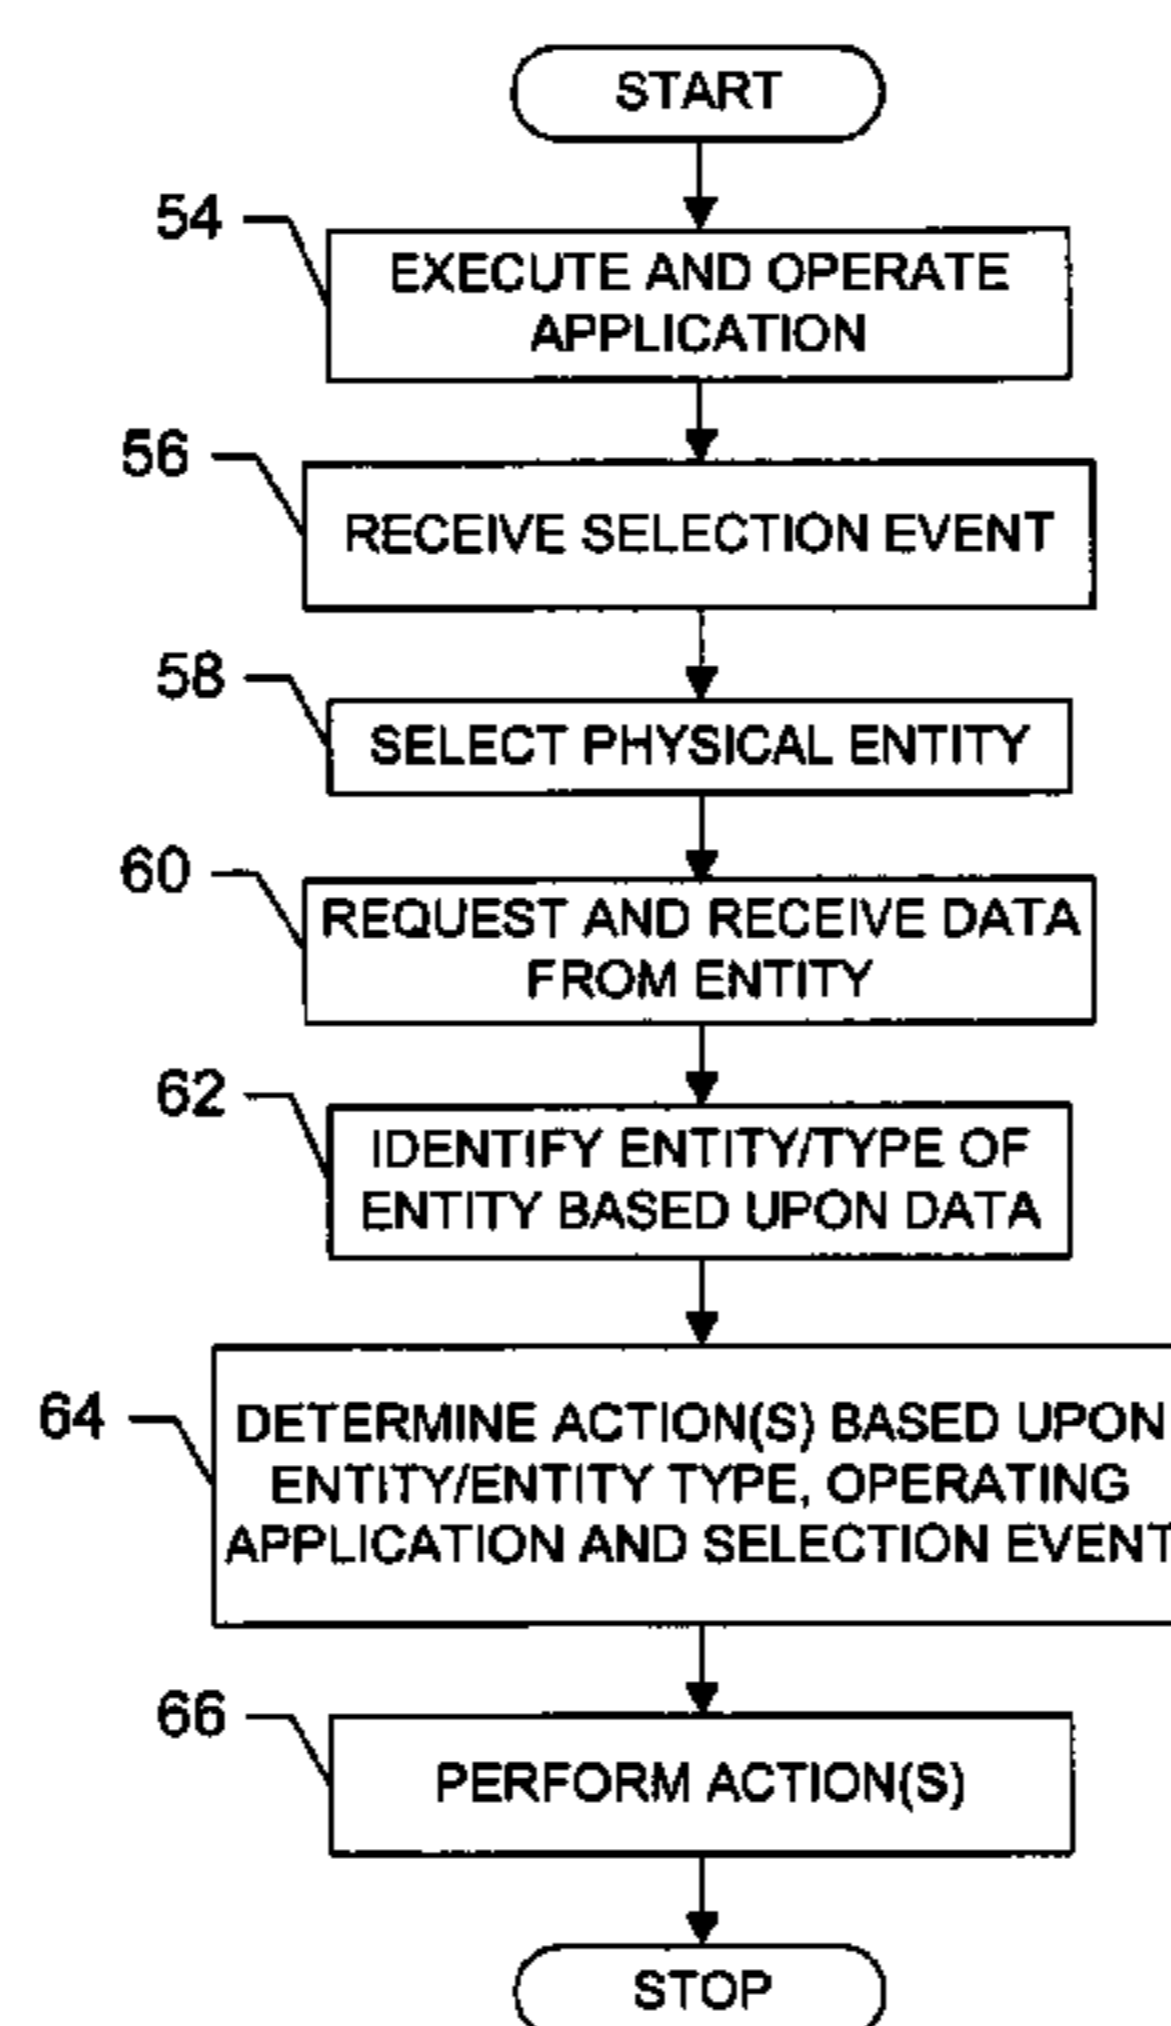 START
54
EXECUTE AND OPERATE
APPLICATION
56
RECEIVE SELECTION EVENT
58
SELECT PHYSICAL ENTITY
60
REQUEST AND RECEIVE DATA
FROM ENTITY
62
IDENTIFY ENTITY/TYPE OF
ENTITY BASED UPON DATA
64
DETERMINE ACTION(S) BASED UPON
ENTITY/ENTITY TYPE, OPERATING
APPLICATION AND SELECTION EVENT
66
PERFORM ACTION(S)
STOP